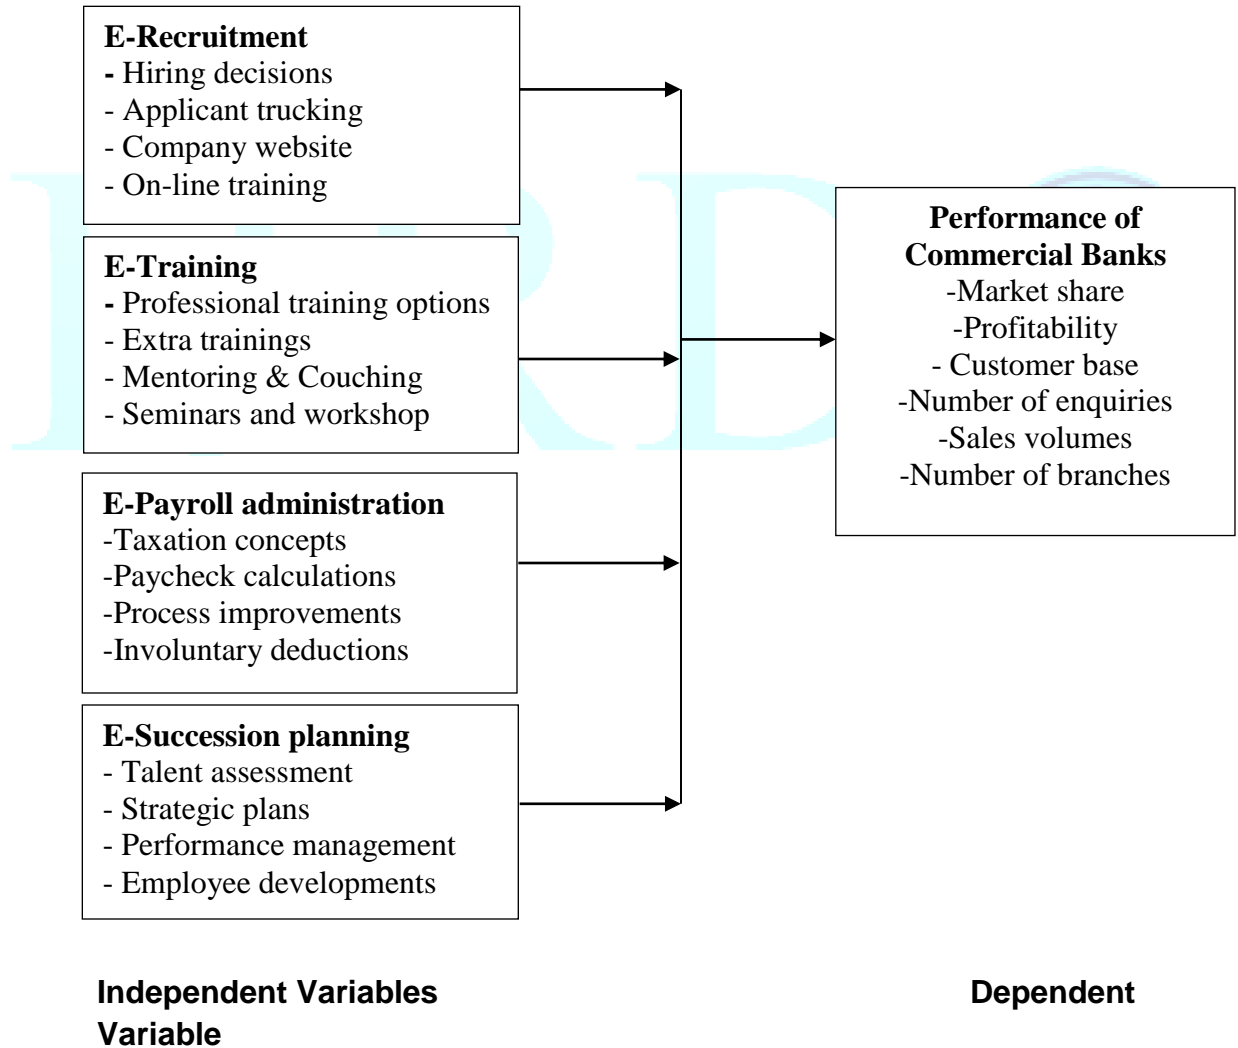 E-Recruitment
- Hiring decisions
- Applicant trucking
- Company website
- On-line training
E-Training
- Professional training options
- Extra trainings
- Mentoring & Couching
- Seminars and workshop
E-Payroll administration
-Taxation concepts
-Paycheck calculations
-Process improvements
-Involuntary deductions
E-Succession planning
- Talent assessment
- Strategic plans
- Performance management
- Employee developments
Performance of
Commercial Banks
-Market share
-Profitability
- Customer base
-Number of enquiries
-Sales volumes
-Number of branches
Independent Variables Dependent
Variable